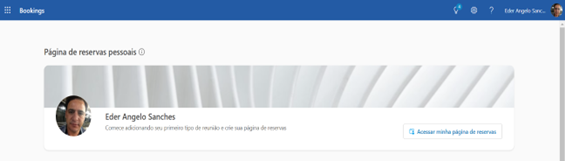 Bookings
Eder Angelo Sanc...
Página de reservas pessoais
Eder Angelo Sanches
Comece adicionando seu primeiro tipo de reunião e crie sua página de reservas
Acessar minha página de reservas